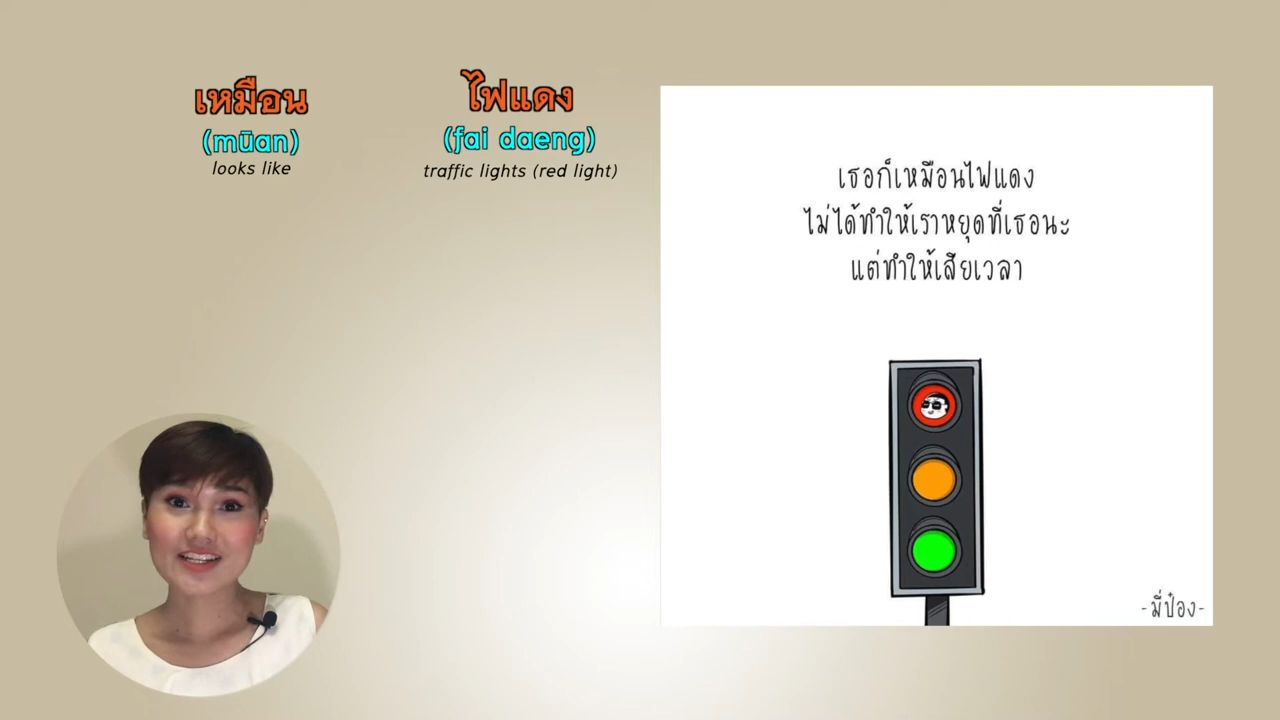 เหมือน
(mūan)
looks like
ไฟแดง
(fai daeng)
traffic lights (red light)
เธอก็เหมือนไฟแดง
ไม่ได้ทำให้เราหยุดที่เธอนะ
แต่ทำให้เสียเวลา
-มี่ป๋อง-